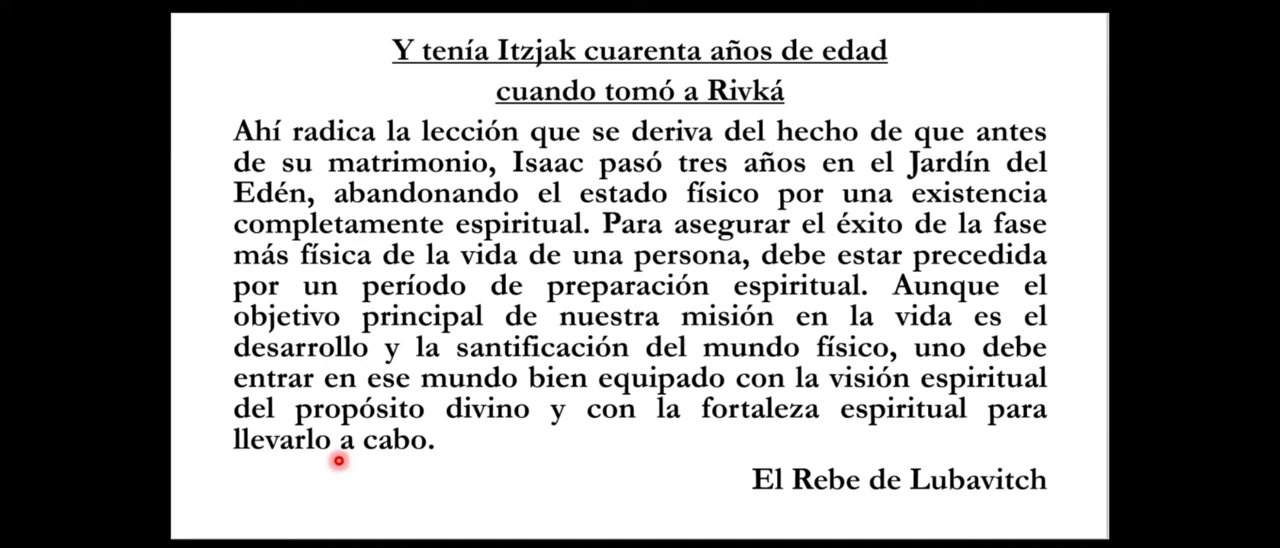 Y tenía Itzjak cuarenta años de edad
cuando tomó a Rivká
Ahí radica la lección que se deriva del hecho de que antes
de su matrimonio, Isaac pasó tres años en el Jardín del
Edén, abandonando el estado físico por una existencia
completamente espiritual. Para asegurar el éxito de la fase
más física de la vida de una persona, debe estar precedida
por un período de preparación espiritual. Aunque el
objetivo principal de nuestra misión en la vida es el
desarrollo y la santificación del mundo físico, uno debe
entrar en ese mundo bien equipado con la visión espiritual
del propósito divino y con la fortaleza espiritual para
llevarlo a cabo.
El Rebe de Lubavitch